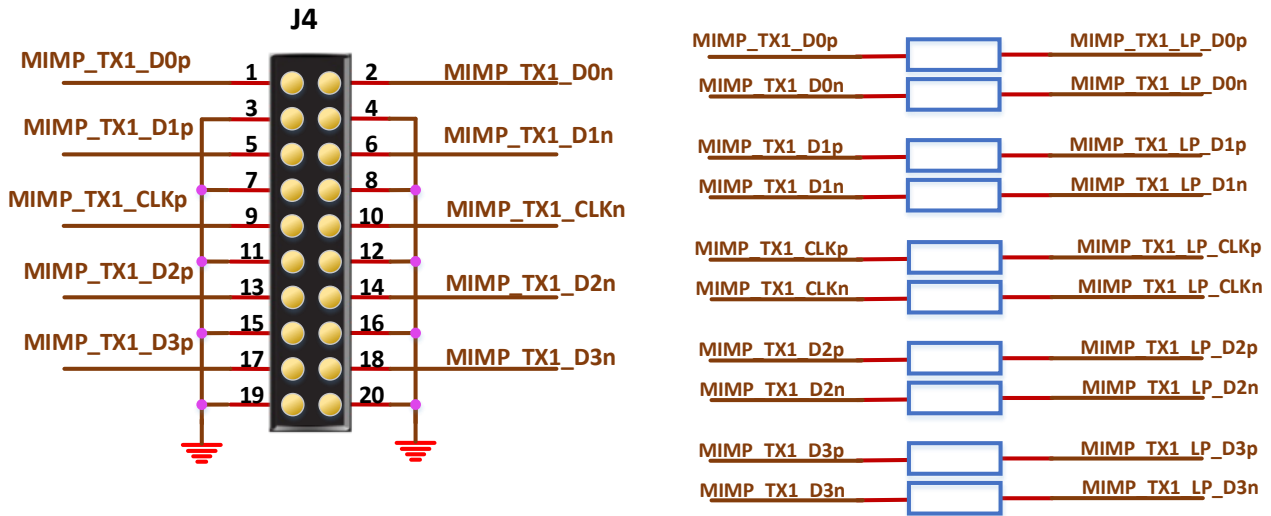 J4
MIMP_TX1_D0p
1
2
MIMP_TX1_D0n
3
4
MIMP_TX1_D1p
5
6
MIMP_TX1_D1n
7
8
MIMP_TX1_CLKp
9
10
MIMP_TX1_CLKn
11
12
MIMP_TX1_D2p
13
14
MIMP_TX1_D2n
15
16
MIMP_TX1_D3p
17
18
MIMP_TX1_D3n
19
20
MIMP_TX1_D0p
MIMP_TX1_LP_D0p
MIMP_TX1_D0n
MIMP_TX1_LP_D0n
MIMP_TX1_D1p
MIMP_TX1_LP_D1p
MIMP_TX1_D1n
MIMP_TX1_LP_D1n
MIMP_TX1_CLKp
MIMP_TX1_LP_CLKp
MIMP_TX1_CLKn
MIMP_TX1_LP_CLKn
MIMP_TX1_D2p
MIMP_TX1_LP_D2p
MIMP_TX1_D2n
MIMP_TX1_LP_D2n
MIMP_TX1_D3p
MIMP_TX1_LP_D3p
MIMP_TX1_D3n
MIMP_TX1_LP_D3n